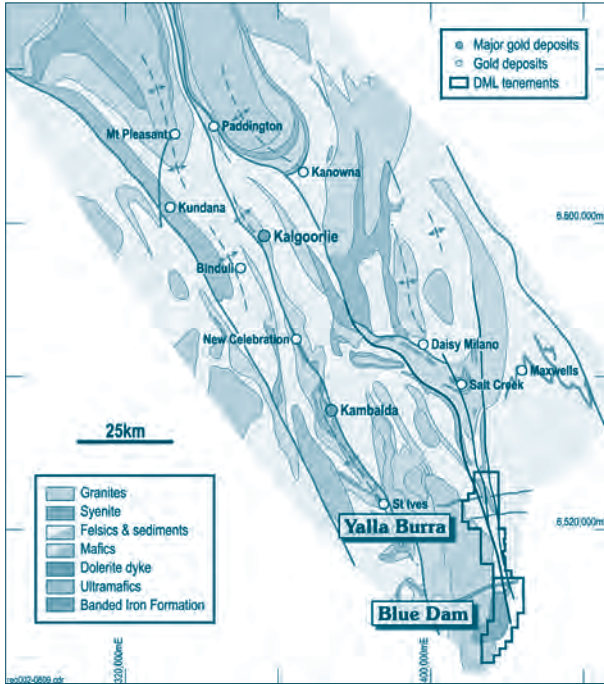 Major gold deposits
Gold deposits
DML tenements
Mt Pleasant
Paddington
Kanowna
Kundana
6,600,000mN
Kalgoorlie
Binduli
New Celebration
Daisy Milano
Maxwells
Salt Creek
Kambalda
25km
Granites
Syenite
Felsics & sediments
Mafics
Dolerite dyke
Ultramafics
Banded Iron Formation
St Ives
Yalla Burra
6,520,000mN
Blue Dam
320,000mE
400,000mE